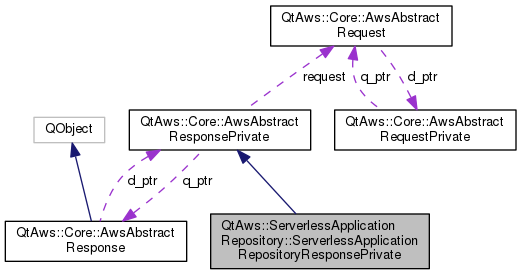 QtAws::Core::AwsAbstract
Request
request
q_ptr
d_ptr
QObject
QtAws::Core::AwsAbstract
ResponsePrivate
QtAws::Core::AwsAbstract
RequestPrivate
d_ptr
q_ptr
QtAws::Core::AwsAbstract
Response
QtAws::ServerlessApplication
Repository::ServerlessApplication
RepositoryResponsePrivate